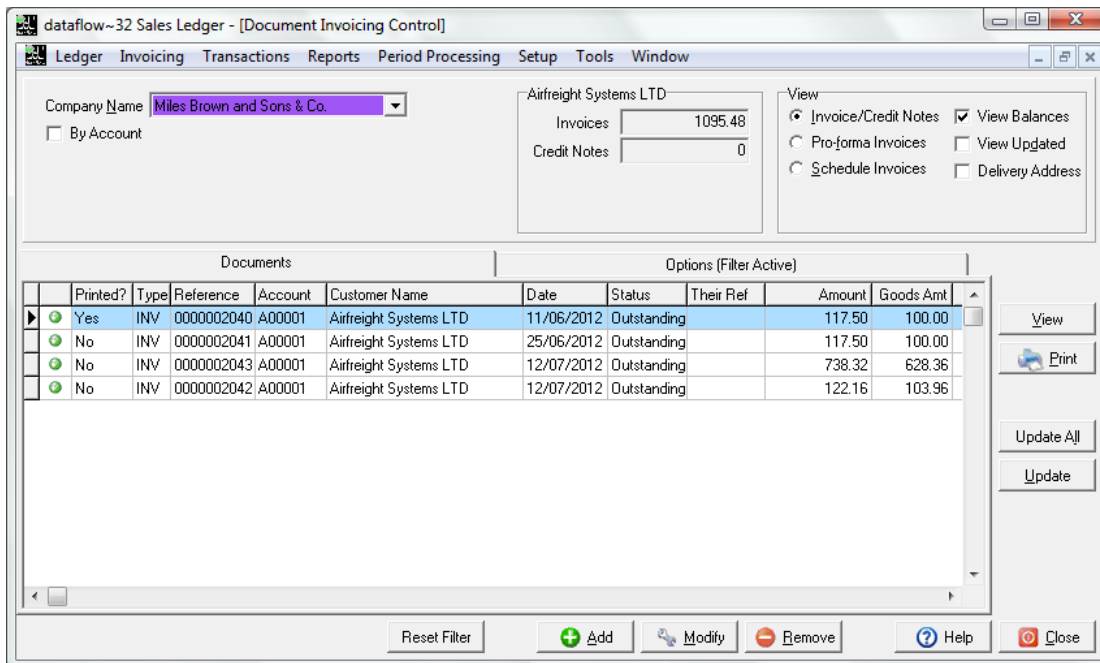 dataflow~32 Sales Ledger - [Document Invoicing Control]
Ledger Invoicing Transactions Reports Period Processing Setup Tools Window
Company Name Miles Brown and Sons & Co.
By Account
Airfreight Systems LTD
Invoices 1095.48
Credit Notes 0
View
Invoice/Credit Notes View Balances
Pro-forma Invoices View Updated
Schedule Invoices Delivery Address
Documents Options (Filter Active)
Printed? Type Reference Account Customer Name Date Status Their Ref Amount Goods Amt
Yes INV 0000002040 A00001 Airfreight Systems LTD 11/06/2012 Outstanding 117.50 100.00
No INV 0000002041 A00001 Airfreight Systems LTD 25/06/2012 Outstanding 117.50 100.00
No INV 0000002043 A00001 Airfreight Systems LTD 12/07/2012 Outstanding 738.32 628.36
No INV 0000002042 A00001 Airfreight Systems LTD 12/07/2012 Outstanding 122.16 103.96
View
Print
Update All
Update
Reset Filter Add Modify Remove Help Close